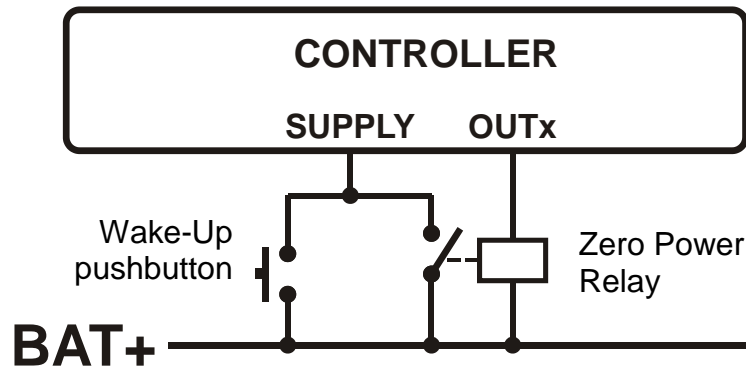 CONTROLLER
SUPPLY OUTx
Wake-Up
pushbutton
Zero Power
Relay
BAT+